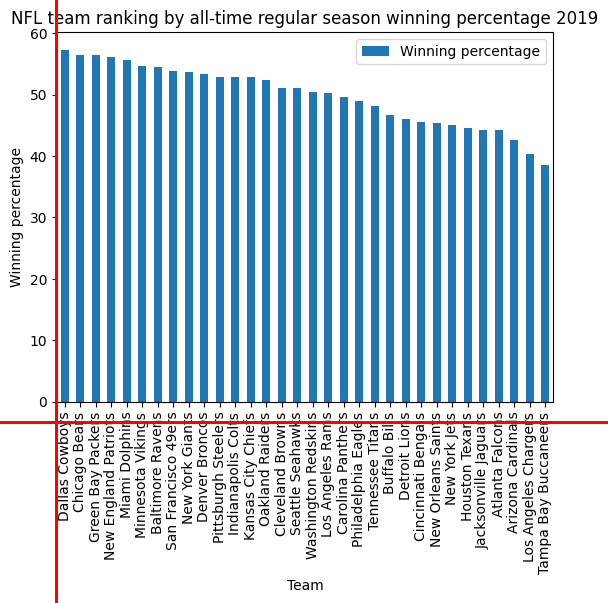 NFL team ranking by all-time regular season winning percentage 2019
Winning percentage
60
50
40
30
20
10
0
Winning percentage
Dallas Cowboys
Chicago Bears
Green Bay Packers
New England Patriots
Miami Dolphins
Minnesota Vikings
Baltimore Ravens
San Francisco 49ers
New York Giants
Denver Broncos
Pittsburgh Steelers
Indianapolis Colts
Kansas City Chiefs
Oakland Raiders
Cleveland Browns
Seattle Seahawks
Washington Redskins
Los Angeles Rams
Carolina Panthers
Philadelphia Eagles
Tennessee Titans
Buffalo Bills
Detroit Lions
Cincinnati Bengals
New Orleans Saints
New York Jets
Houston Texans
Jacksonville Jaguars
Atlanta Falcons
Arizona Cardinals
Los Angeles Chargers
Tampa Bay Buccaneers
Team